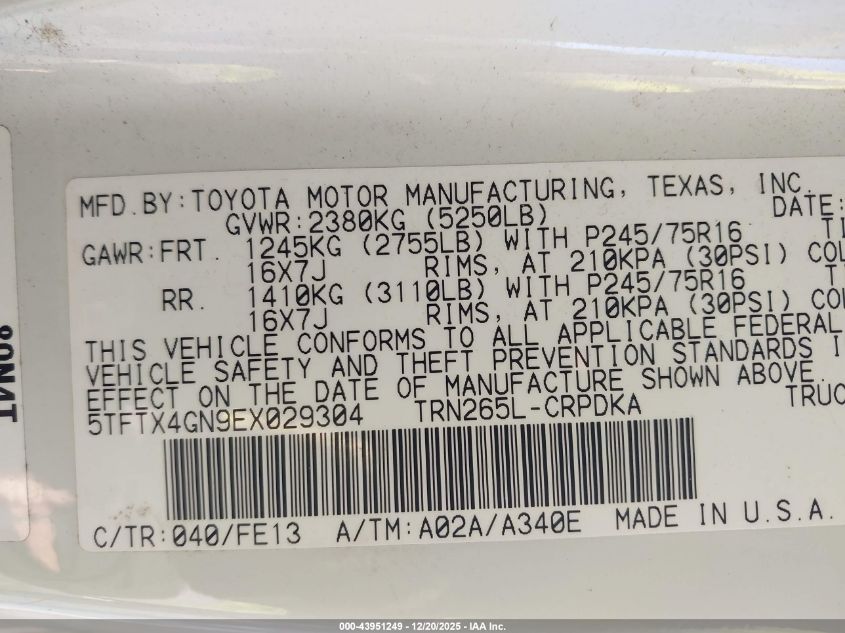 MFD.BY:TOYOTA MOTOR MANUFACTURING, TEXAS, INC.
GVWR:2380KG (5250LB) DATE:
GAWR:FRT. 1245KG (2755LB) WITH P245/75R16
16X7J RIMS, AT 210KPA (30PSI)
RR. 1410KG (3110LB) WITH P245/75R16
16X7J RIMS, AT 210KPA (30PSI)
THIS VEHICLE CONFORMS TO ALL APPLICABLE FEDERAL
VEHICLE SAFETY AND THEFT PREVENTION STANDARDS
EFFECT ON THE DATE OF MANUFACTURE SHOWN ABOVE.
5TFTX4GN9EX029304 TRN265L-CRPDKA
C/TR:040/FE13 A/TM:A02A/A340E MADE IN U.S.A.
000-43951249 - 12/20/2025 - IAA Inc.